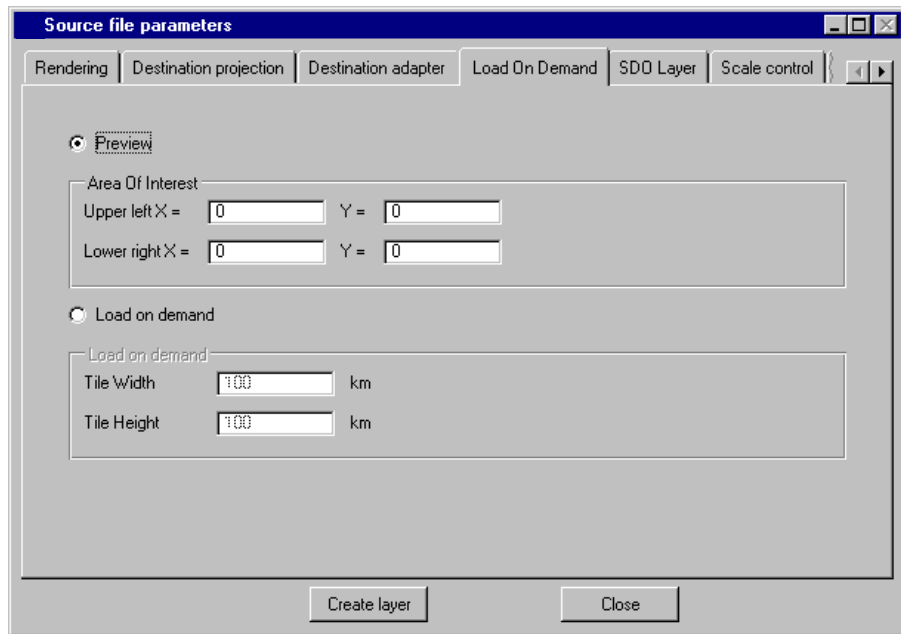 Source file parameters
Rendering Destination projection Destination adapter Load On Demand SDO Layer Scale control
Preview
Area Of Interest
Upper left X = 0 Y = 0
Lower right X = 0 Y = 0
Load on demand
Load on demand
Tile Width 100 km
Tile Height 100 km
Create layer Close